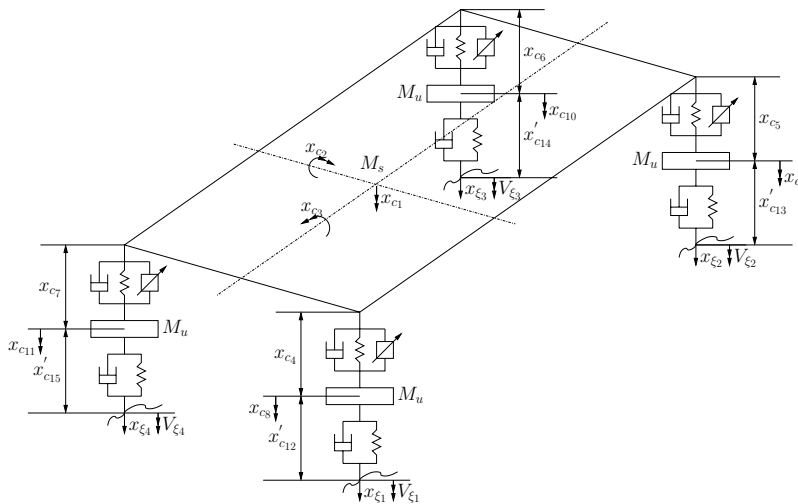 x_{c_6}
M_u
x_{c_{10}}
x_{c_5}
x'_{c_{14}}
M_u
x_{c_2}
M_s
x_c
x'_{c_{13}}
x_{ξ_3} V_{ξ_3}
x_{c_1}
x_{c_3}
x_{ξ_2} V_{ξ_2}
x_{c_7}
M_u
x_{c_{11}}
x'_{c_{15}}
x_{c_4}
M_u
x_{c_8}
x_{ξ_4} V_{ξ_4}
x'_{c_{12}}
x_{ξ_1} V_{ξ_1}